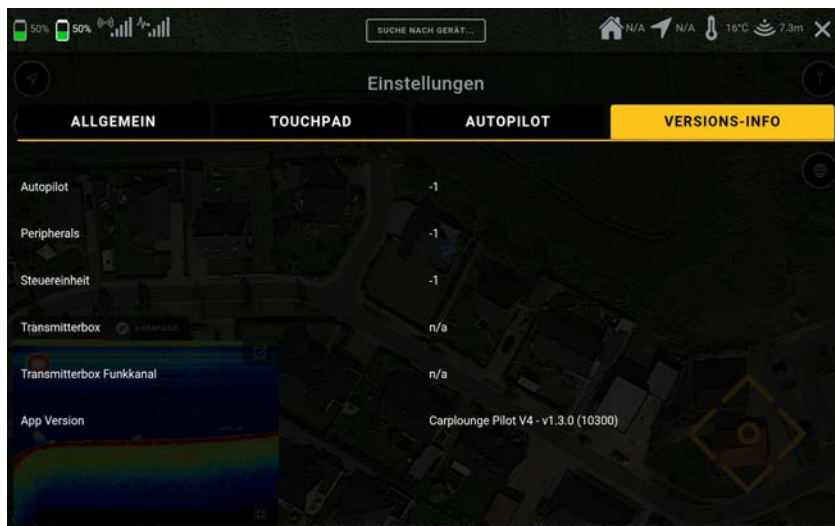 50% 50% SUCHE NACH GERÄT... N/A N/A 16°C 7.3m
Einstellungen
ALLGEMEIN TOUCHPAD AUTOPILOT VERSIONS-INFO
Autopilot -1
Peripherals -1
Steuereinheit -1
Transmitterbox n/a
KOMPASS
Transmitterbox Funkkanal n/a
App Version Carplounge Pilot V4 - v1.3.0 (10300)